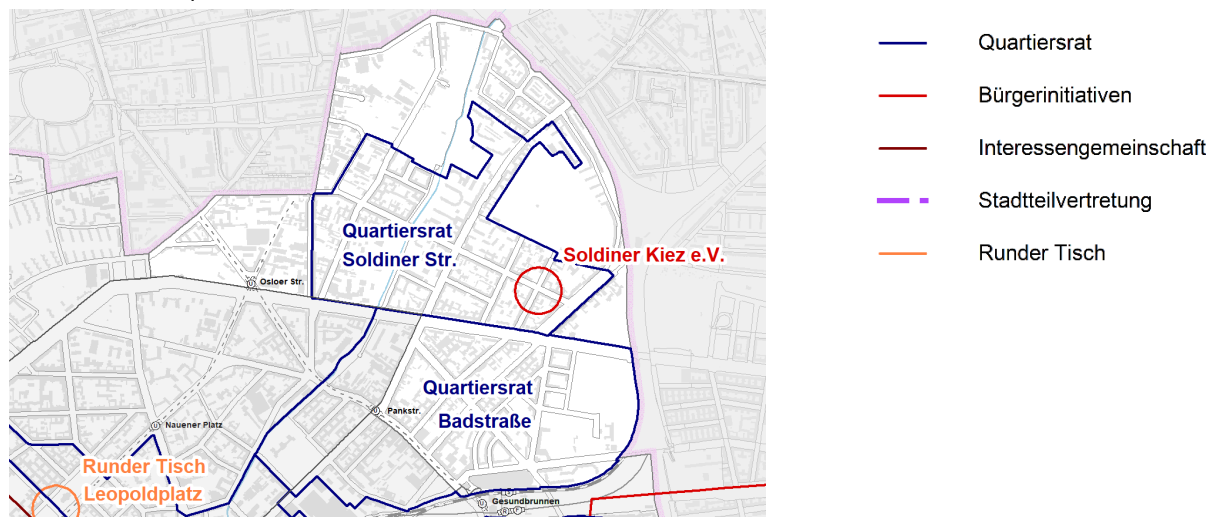 Quartiersrat
Soldiner Str.
Soldiner Kiez e.V.
U Osloer Str.
Quartiersrat
Badstraße
U Pankstr.
U Nauener Platz
Runder Tisch
Leopoldplatz
U
Gesundbrunnen
U
Quartiersrat
Bürgerinitiativen
Interessengemeinschaft
Stadtteilvertretung
Runder Tisch